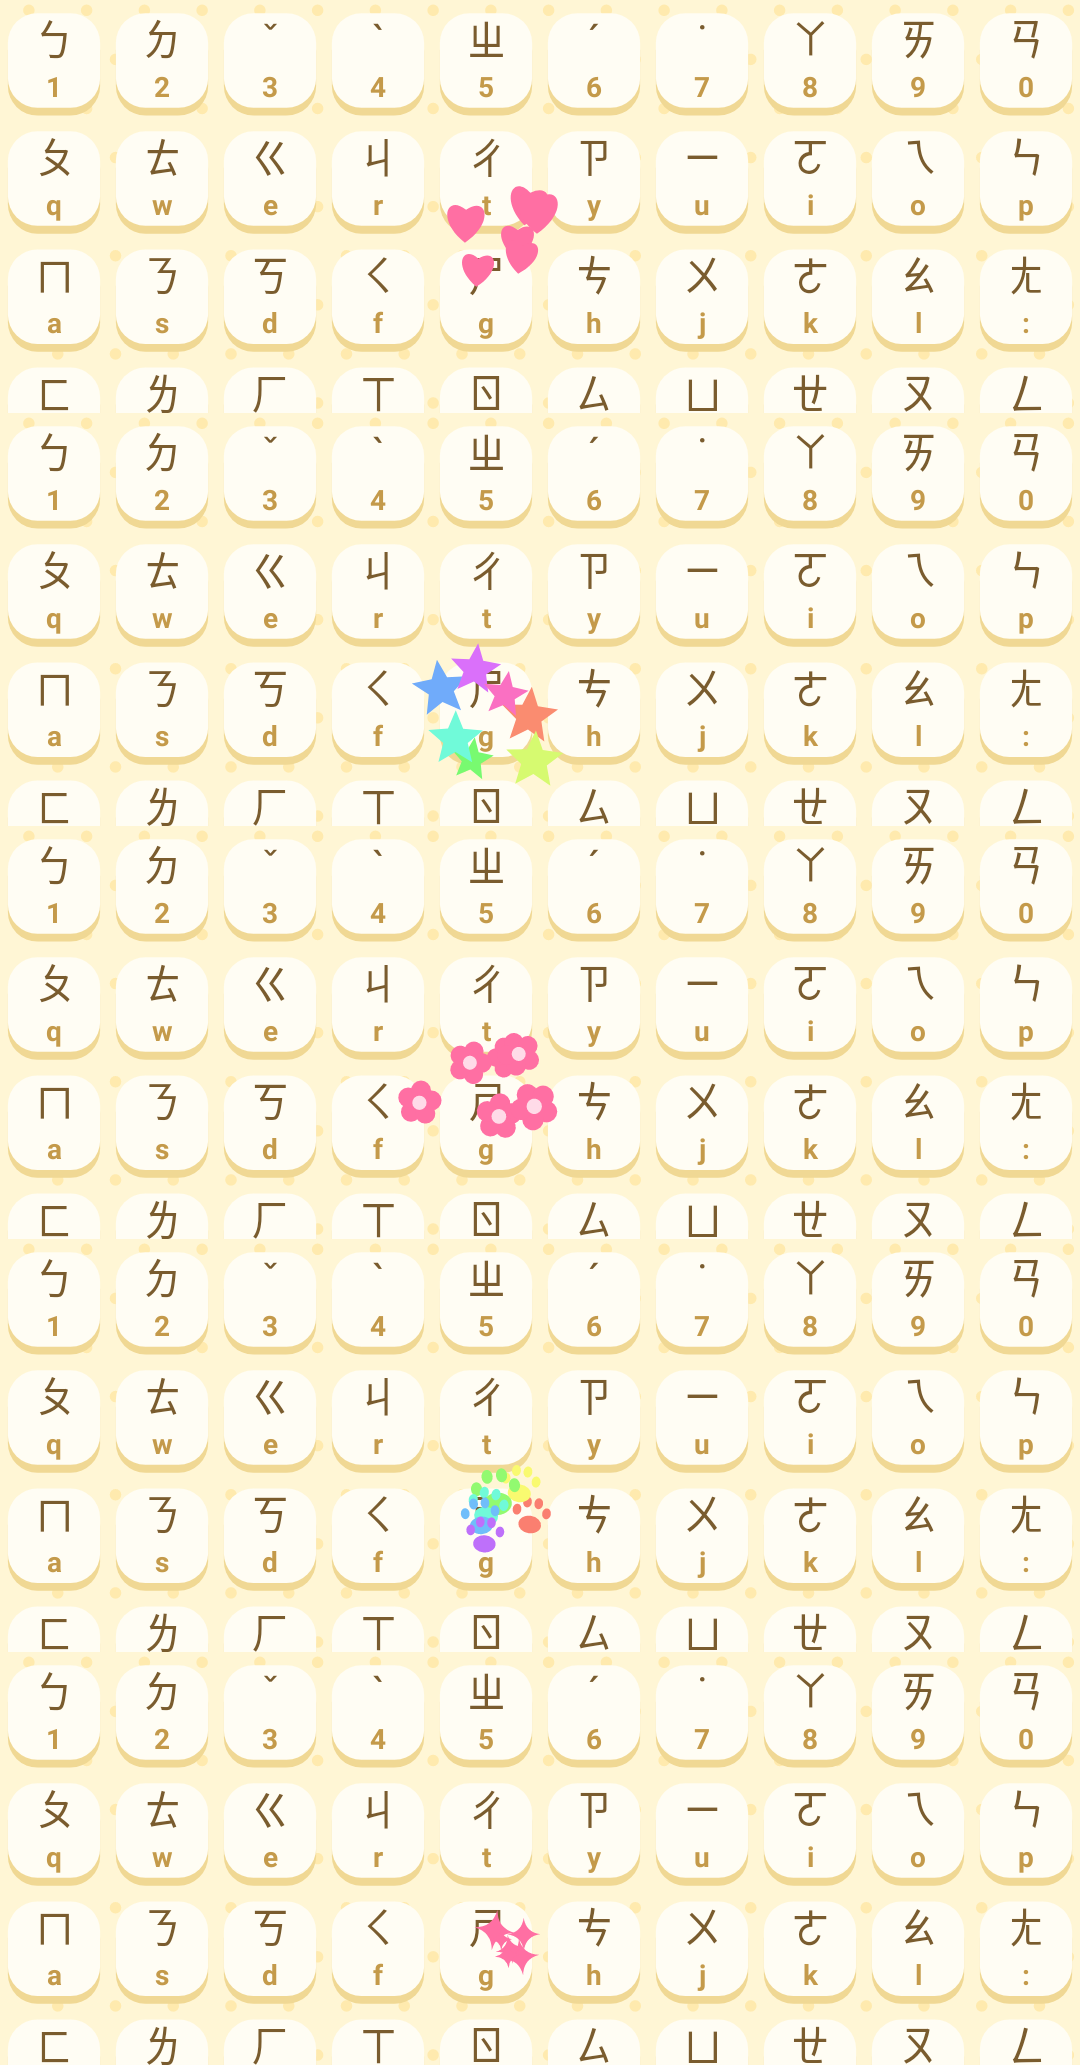 ㄅ ㄉ ˇ ˋ ㄓ ˊ ˙ ㄚ ㄞ ㄢ
1 2 3 4 5 6 7 8 9 0
ㄆ ㄊ ㄍ ㄐ ㄔ ㄗ ㄧ ㄛ ㄟ ㄣ
q w e r t y u i o p
ㄇ ㄋ ㄎ ㄑ ㄕ ㄘ ㄨ ㄜ ㄠ ㄤ
a s d f g h j k l :
ㄈ ㄌ ㄏ ㄒ ㄖ ㄙ ㄩ ㄝ ㄡ ㄥ
ㄅ ㄉ ˇ ˋ ㄓ ˊ ˙ ㄚ ㄞ ㄢ
1 2 3 4 5 6 7 8 9 0
ㄆ ㄊ ㄍ ㄐ ㄔ ㄗ ㄧ ㄛ ㄟ ㄣ
q w e r t y u i o p
ㄇ ㄋ ㄎ ㄑ ㄕ ㄘ ㄨ ㄜ ㄠ ㄤ
a s d f g h j k l :
ㄈ ㄌ ㄏ ㄒ ㄖ ㄙ ㄩ ㄝ ㄡ ㄥ
ㄅ ㄉ ˇ ˋ ㄓ ˊ ˙ ㄚ ㄞ ㄢ
1 2 3 4 5 6 7 8 9 0
ㄆ ㄊ ㄍ ㄐ ㄔ ㄗ ㄧ ㄛ ㄟ ㄣ
q w e r t y u i o p
ㄇ ㄋ ㄎ ㄑ ㄕ ㄘ ㄨ ㄜ ㄠ ㄤ
a s d f g h j k l :
ㄈ ㄌ ㄏ ㄒ ㄖ ㄙ ㄩ ㄝ ㄡ ㄥ
ㄅ ㄉ ˇ ˋ ㄓ ˊ ˙ ㄚ ㄞ ㄢ
1 2 3 4 5 6 7 8 9 0
ㄆ ㄊ ㄍ ㄐ ㄔ ㄗ ㄧ ㄛ ㄟ ㄣ
q w e r t y u i o p
ㄇ ㄋ ㄎ ㄑ ㄘ ㄨ ㄜ ㄠ ㄤ
a s d f g h j k l :
ㄈ ㄌ ㄏ ㄒ ㄖ ㄙ ㄩ ㄝ ㄡ ㄥ
ㄅ ㄉ ˇ ˋ ㄓ ˊ ˙ ㄚ ㄞ ㄢ
1 2 3 4 5 6 7 8 9 0
ㄆ ㄊ ㄍ ㄐ ㄔ ㄗ ㄧ ㄛ ㄟ ㄣ
q w e r t y u i o p
ㄇ ㄋ ㄎ ㄑ ㄕ ㄘ ㄨ ㄜ ㄠ ㄤ
a s d f g h j k l :
ㄈ ㄌ ㄏ ㄒ ㄖ ㄙ ㄩ ㄝ ㄡ ㄥ